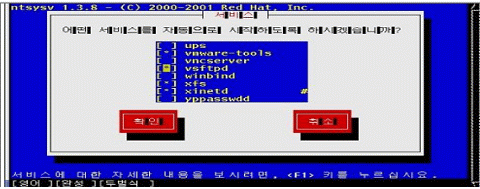 ntsysv 1.3.8 - (C) 2000-2001 Red Hat, Inc.
서비스
어떤 서비스를 자동으로 시작하도록 하시겠습니까?
[ ] ups
[*] vmware-tools
[ ] vncserver
[*] vsftpd
[ ] winbind
[*] xfs
[*] xinetd #
[ ] yppasswdd
확인 취소
서비스에 대한 자세한 내용을 보시려면, <F1> 키를 누르십시요.
[영어 ][완성 ][두벌식 ]